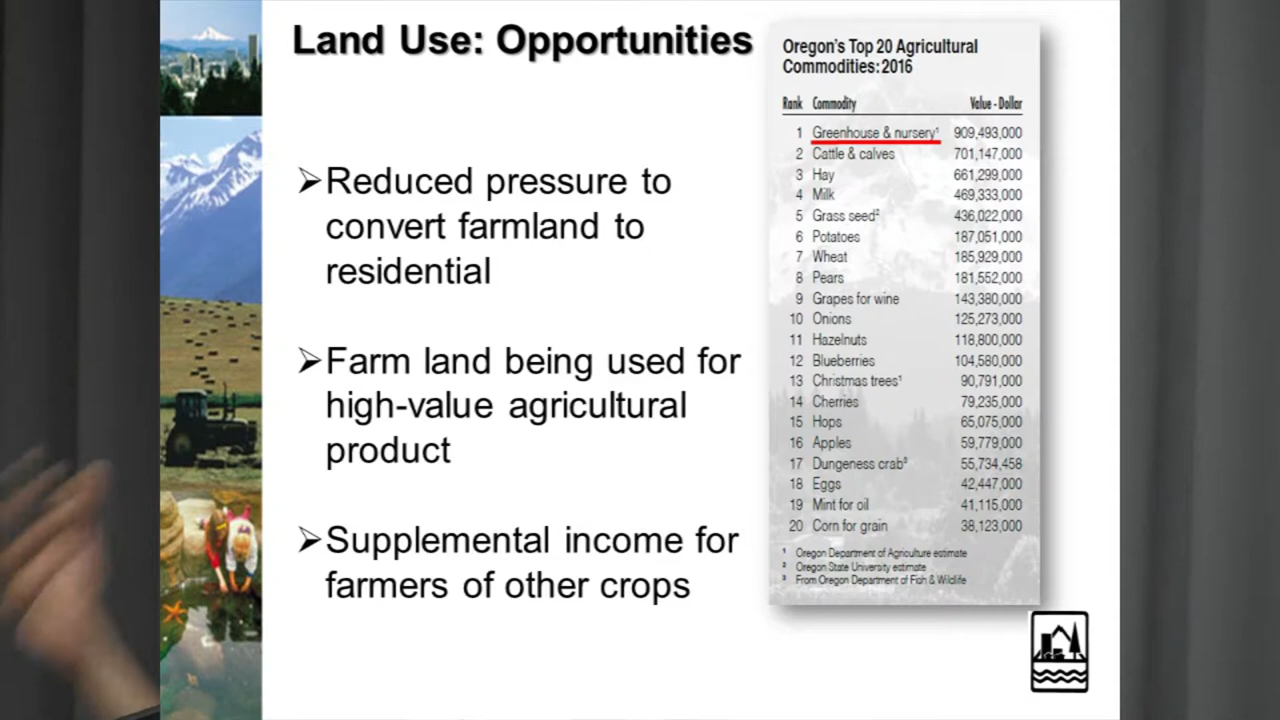 Land Use: Opportunities
➢Reduced pressure to
convert farmland to
residential
➢Farm land being used for
high-value agricultural
product
➢Supplemental income for
farmers of other crops
Oregon's Top 20 Agricultural
Commodities: 2016
Rank Commodity Value - Dollar
1 Greenhouse & nursery¹ 909,493,000
2 Cattle & calves 701,147,000
3 Hay 661,299,000
4 Milk 469,333,000
5 Grass seed² 436,022,000
6 Potatoes 187,051,000
7 Wheat 185,929,000
8 Pears 181,552,000
9 Grapes for wine 143,380,000
10 Onions 125,273,000
11 Hazelnuts 118,800,000
12 Blueberries 104,580,000
13 Christmas trees¹ 90,791,000
14 Cherries 79,235,000
15 Hops 65,075,000
16 Apples 59,779,000
17 Dungeness crab³ 55,734,458
18 Eggs 42,447,000
19 Mint for oil 41,115,000
20 Corn for grain 38,123,000
¹ Oregon Department of Agriculture estimate
² Oregon State University estimate
³ From Oregon Department of Fish & Wildlife